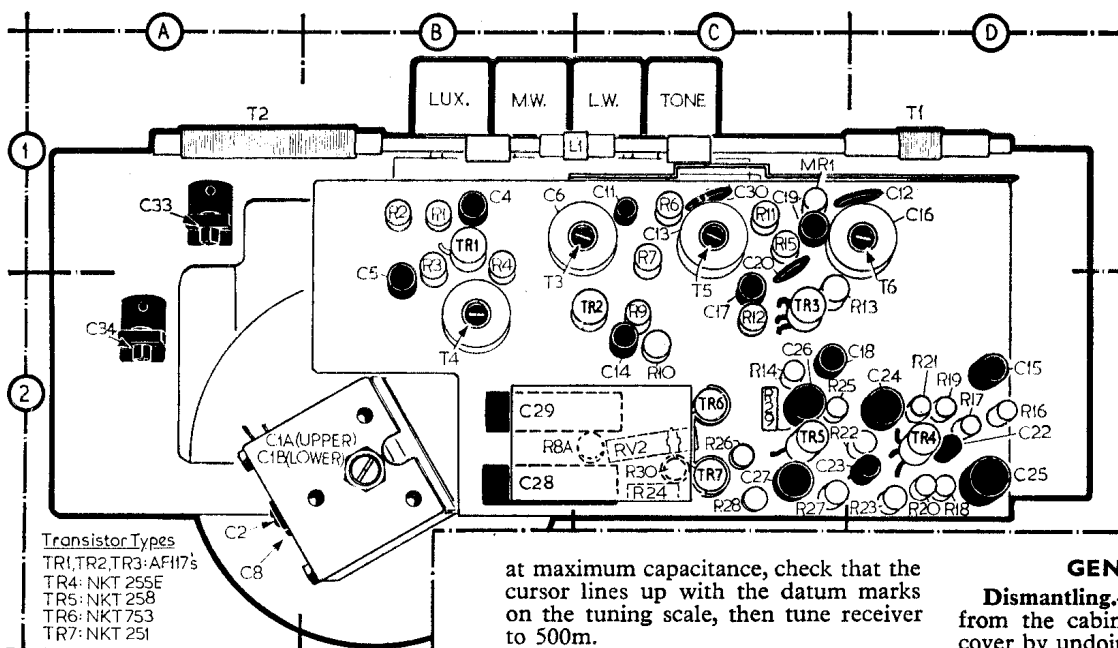 A B C D
LUX. M.W. L.W. TONE
T2 L1 T1
1
MR1
C33 R2 R1 C4 C6 C11 R6 C30 C19 C12
C13 R11 C16
TR1 R15
R3 R4 R7 C20
C5 T3 T5 T6
C34 TR2 R9 C17 R12 TR3 R13
T4
C14 R10 C26 C18 C15
2
R14 R21 R19
R25 C24 R17
C29 TR6 R29 R16
C1A(UPPER) R8A RV2 R26 TR5 R22 TR4 C22
C1B(LOWER) R30 TR7 C27 C23 C25
C28 R24
R28 R27 R23 R20 R18
C2
C8
Transistor Types
TR1,TR2,TR3:AF117's
TR4: NKT 255E
TR5: NKT 258
TR6: NKT 753
TR7: NKT 251
at maximum capacitance, check that the
cursor lines up with the datum marks
on the tuning scale, then tune receiver
to 500m.
GEN
Dismantling.
from the cabin
cover by undoin